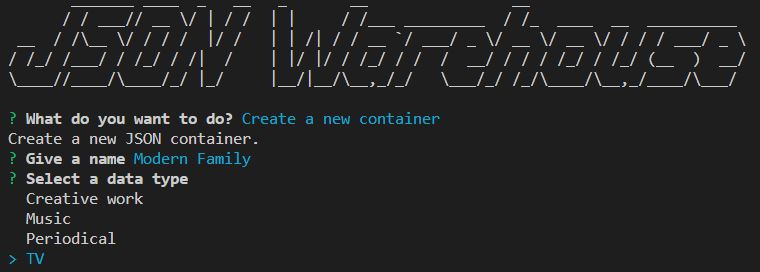 JSON Warehouse
? What do you want to do? Create a new container
Create a new JSON container.
? Give a name Modern Family
? Select a data type
Creative work
Music
Periodical
> TV